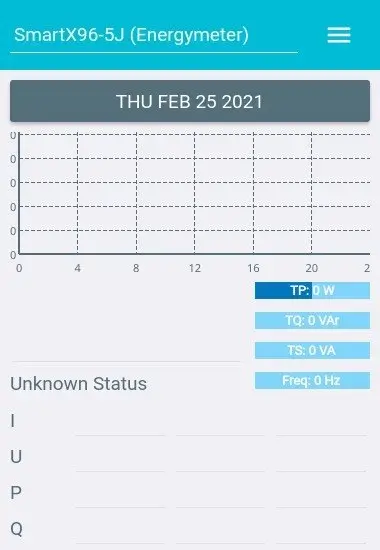 SmartX96-5J (Energymeter)
THU FEB 25 2021
0
0
0
0
0
0
0 4 8 12 16 20 2
TP: 0 W
TQ: 0 VAr
TS: 0 VA
Freq: 0 Hz
Unknown Status
I
U
P
Q